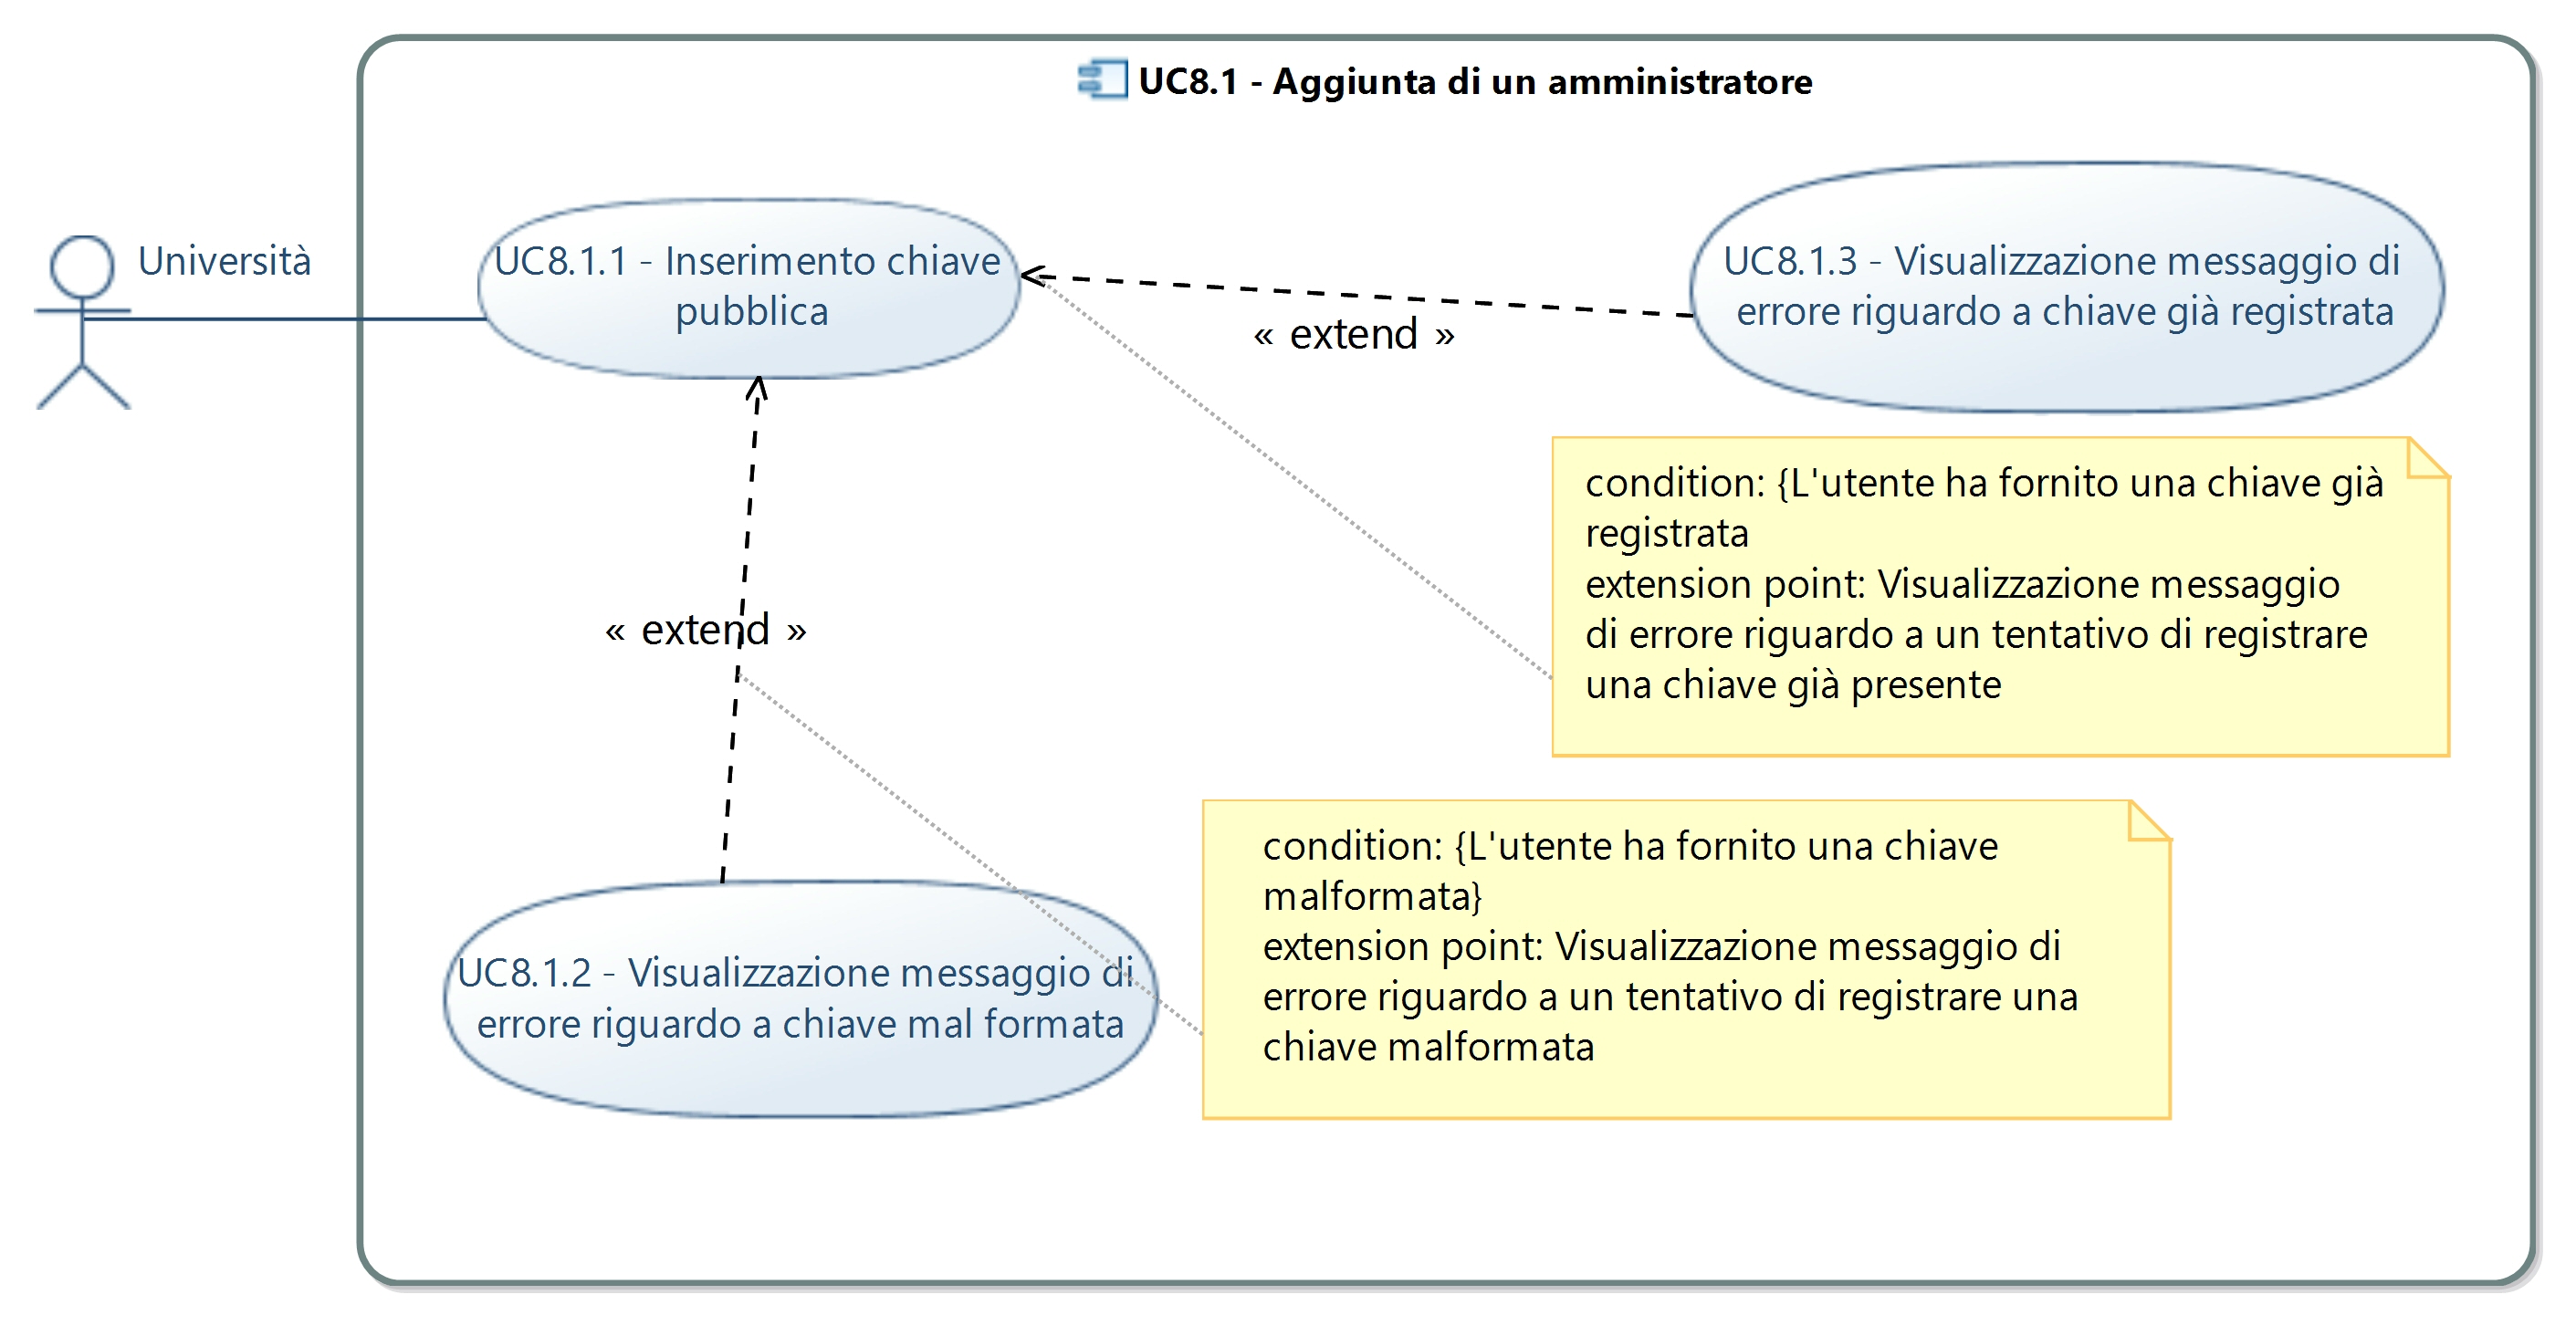 UC8.1 - Aggiunta di un amministratore
Università
UC8.1.1 - Inserimento chiave
pubblica
UC8.1.3 - Visualizzazione messaggio di
errore riguardo a chiave già registrata
« extend »
condition: {L'utente ha fornito una chiave già
registrata
extension point: Visualizzazione messaggio
di errore riguardo a un tentativo di registrare
una chiave già presente
« extend »
condition: {L'utente ha fornito una chiave
malformata}
extension point: Visualizzazione messaggio di
errore riguardo a un tentativo di registrare una
chiave malformata
UC8.1.2 - Visualizzazione messaggio di
errore riguardo a chiave mal formata